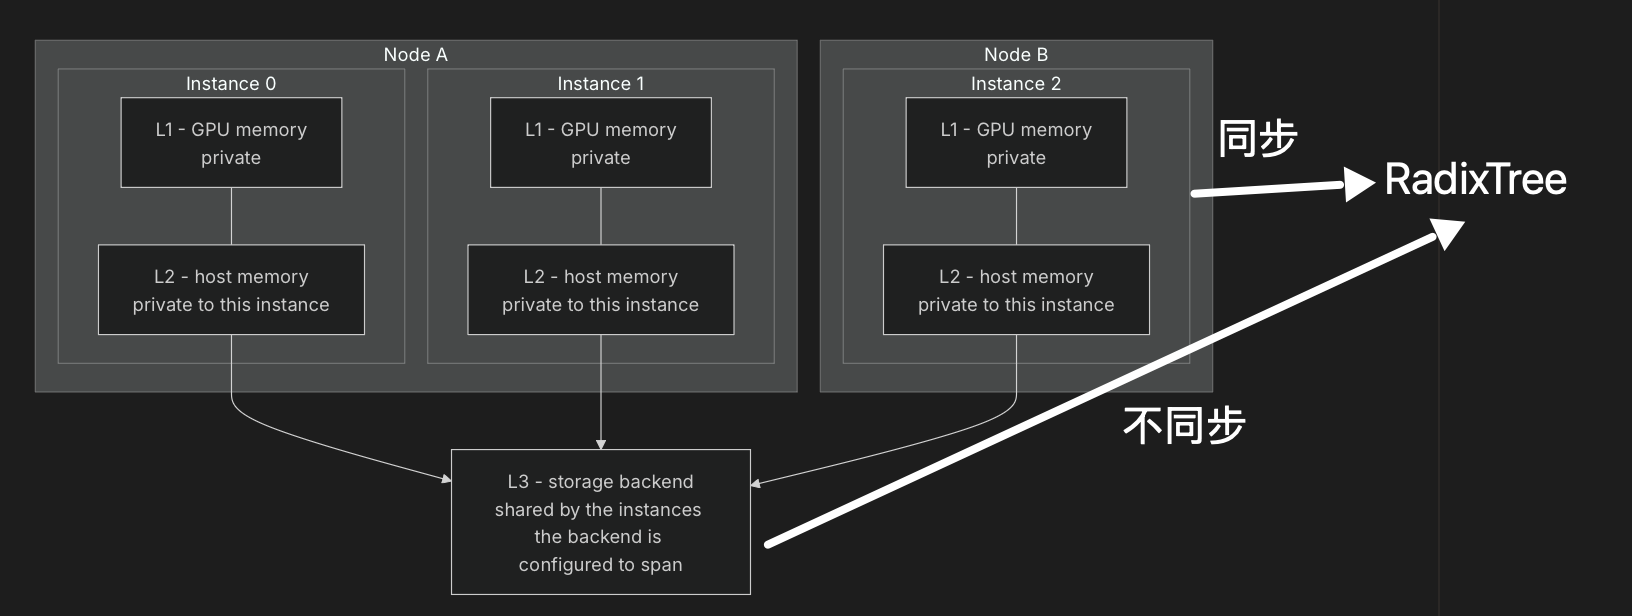 Node A
Instance 0
L1 - GPU memory
private
L2 - host memory
private to this instance
Instance 1
L1 - GPU memory
private
L2 - host memory
private to this instance
Node B
Instance 2
L1 - GPU memory
private
L2 - host memory
private to this instance
同步
RadixTree
不同步
L3 - storage backend
shared by the instances
the backend is
configured to span